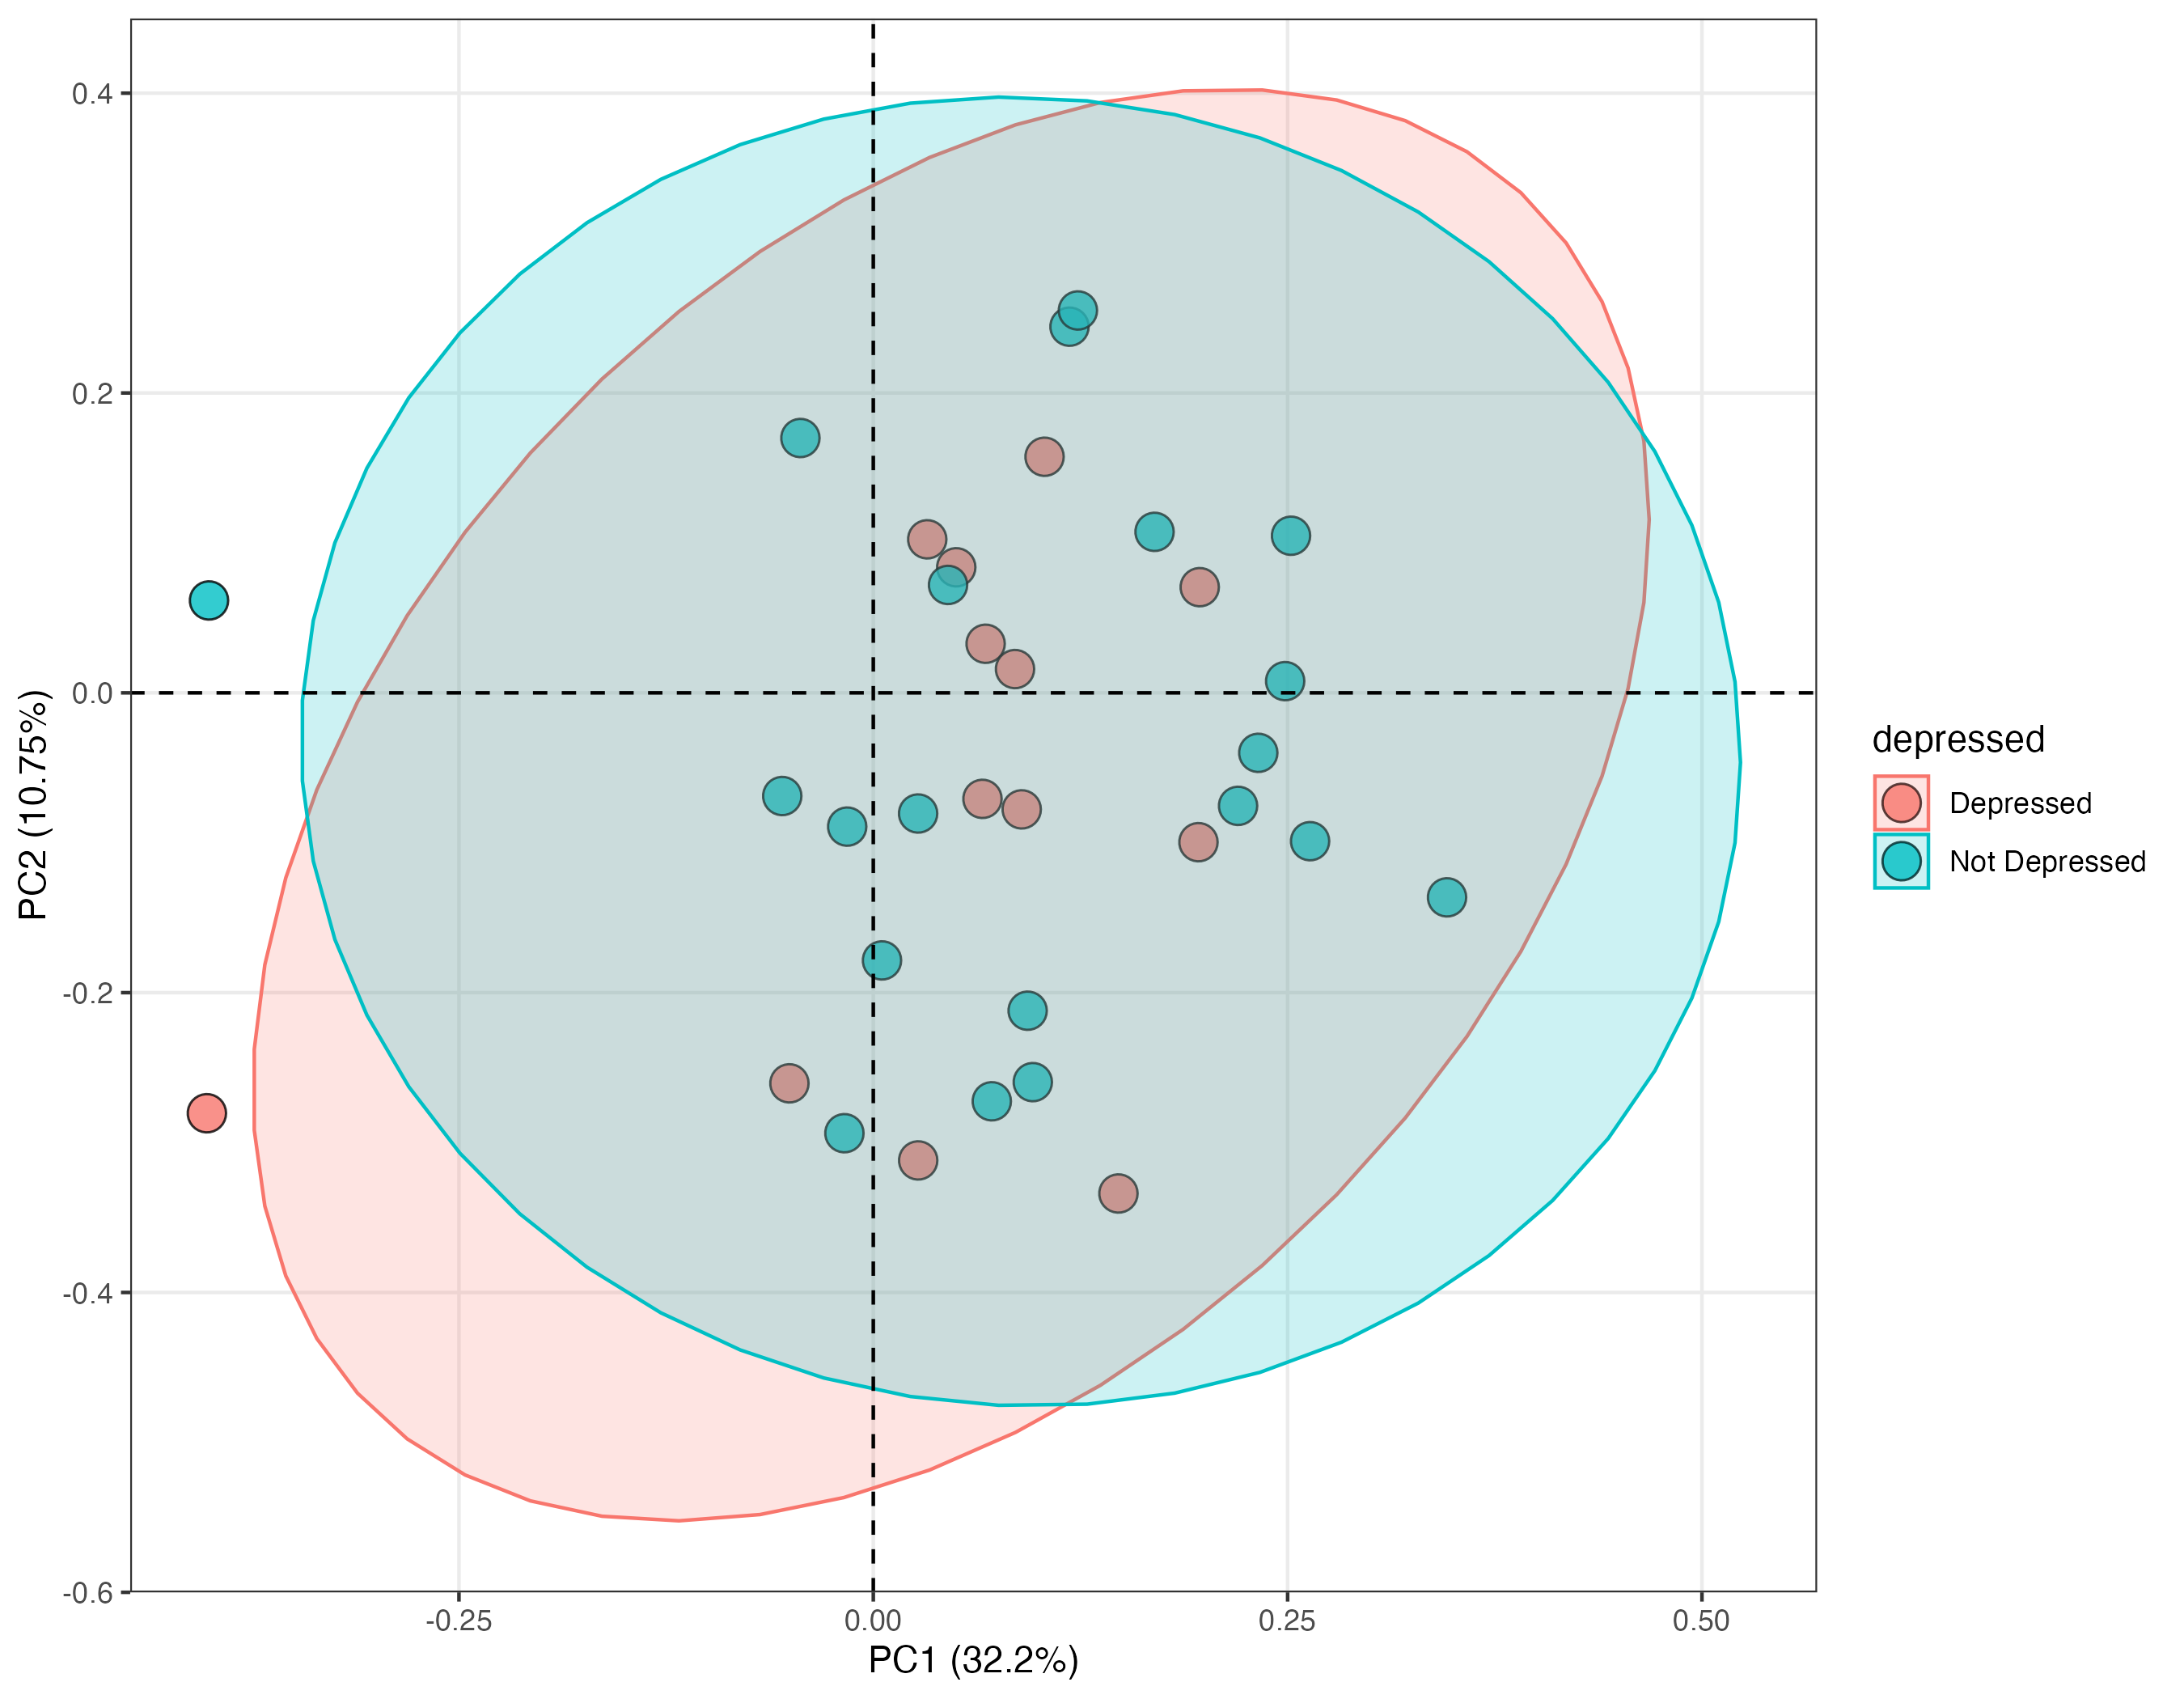 0.4
0.2
0.0
-0.2
-0.4
-0.6
PC2 (10.75%)
-0.25
0.00
0.25
0.50
PC1 (32.2%)
depressed
Depressed
Not Depressed